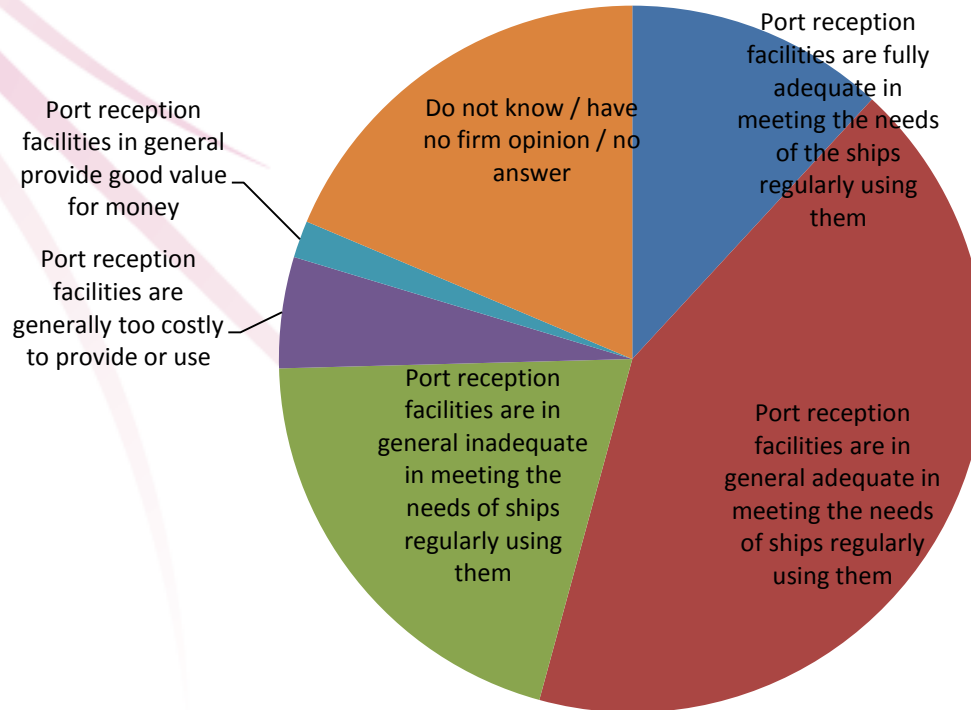 Port reception
facilities are fully
adequate in
meeting the needs
of the ships
regularly using
them
Port reception
facilities are in
general adequate in
meeting the needs
of ships regularly
using them
Port reception
facilities are in
general inadequate
in meeting the
needs of ships
regularly using
them
Port reception
facilities are
generally too costly
to provide or use
Port reception
facilities in general
provide good value
for money
Do not know / have
no firm opinion / no
answer